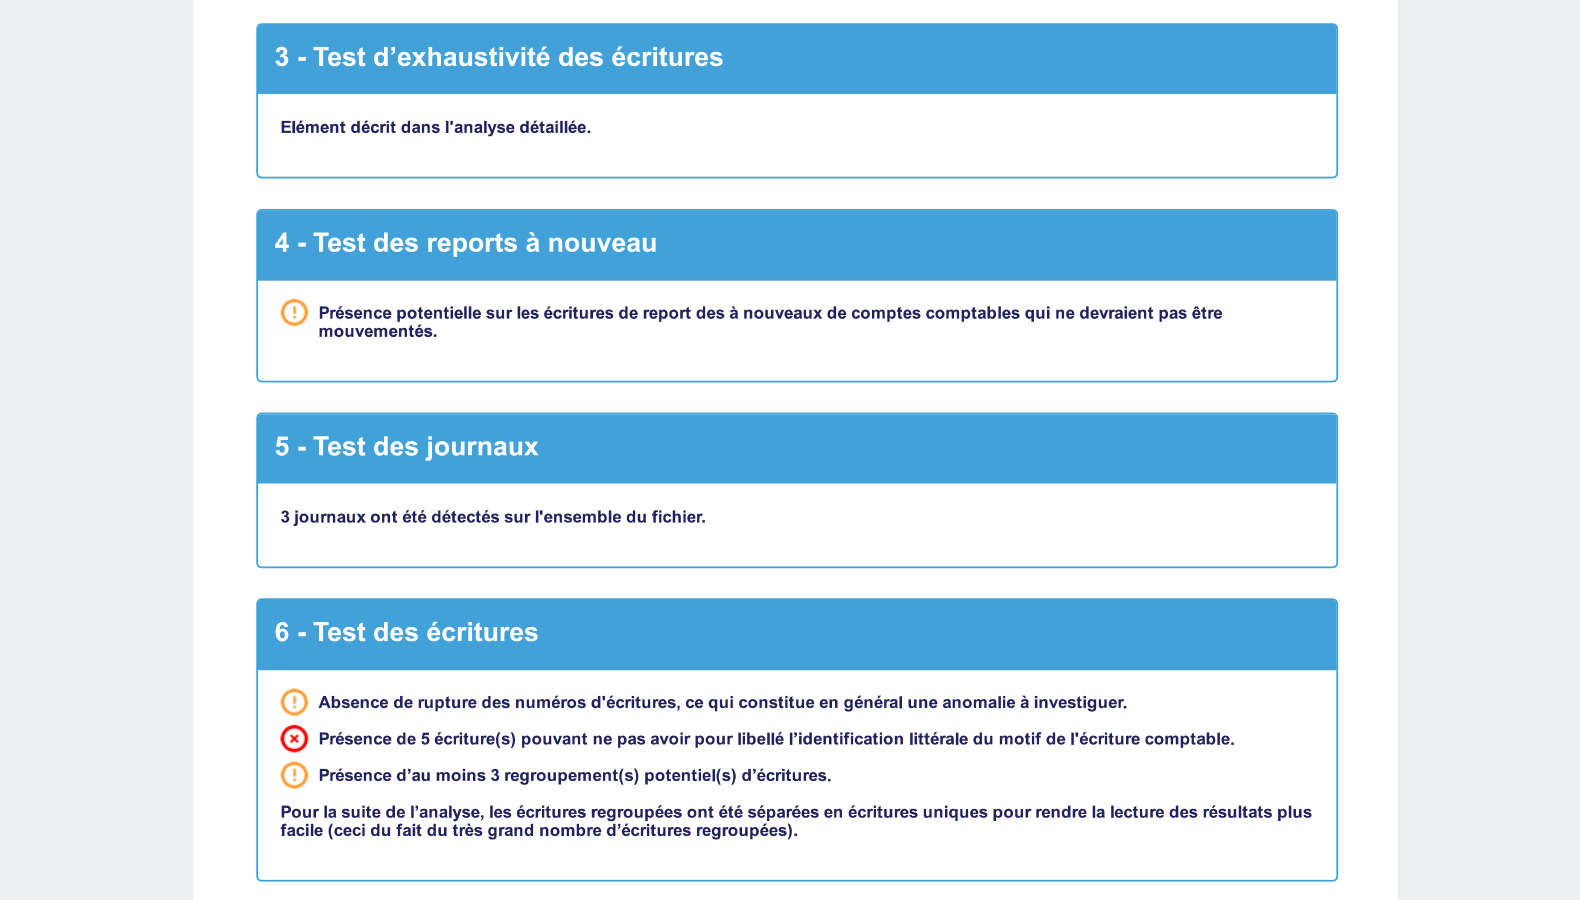 3 - Test d’exhaustivité des écritures
Elément décrit dans l'analyse détaillée.
4 - Test des reports à nouveau
Présence potentielle sur les écritures de report des à nouveaux de comptes comptables qui ne devraient pas être
mouvementés.
5 - Test des journaux
3 journaux ont été détectés sur l'ensemble du fichier.
6 - Test des écritures
Absence de rupture des numéros d'écritures, ce qui constitue en général une anomalie à investiguer.
Présence de 5 écriture(s) pouvant ne pas avoir pour libellé l’identification littérale du motif de l'écriture comptable.
Présence d’au moins 3 regroupement(s) potentiel(s) d’écritures.
Pour la suite de l’analyse, les écritures regroupées ont été séparées en écritures uniques pour rendre la lecture des résultats plus
facile (ceci du fait du très grand nombre d’écritures regroupées).